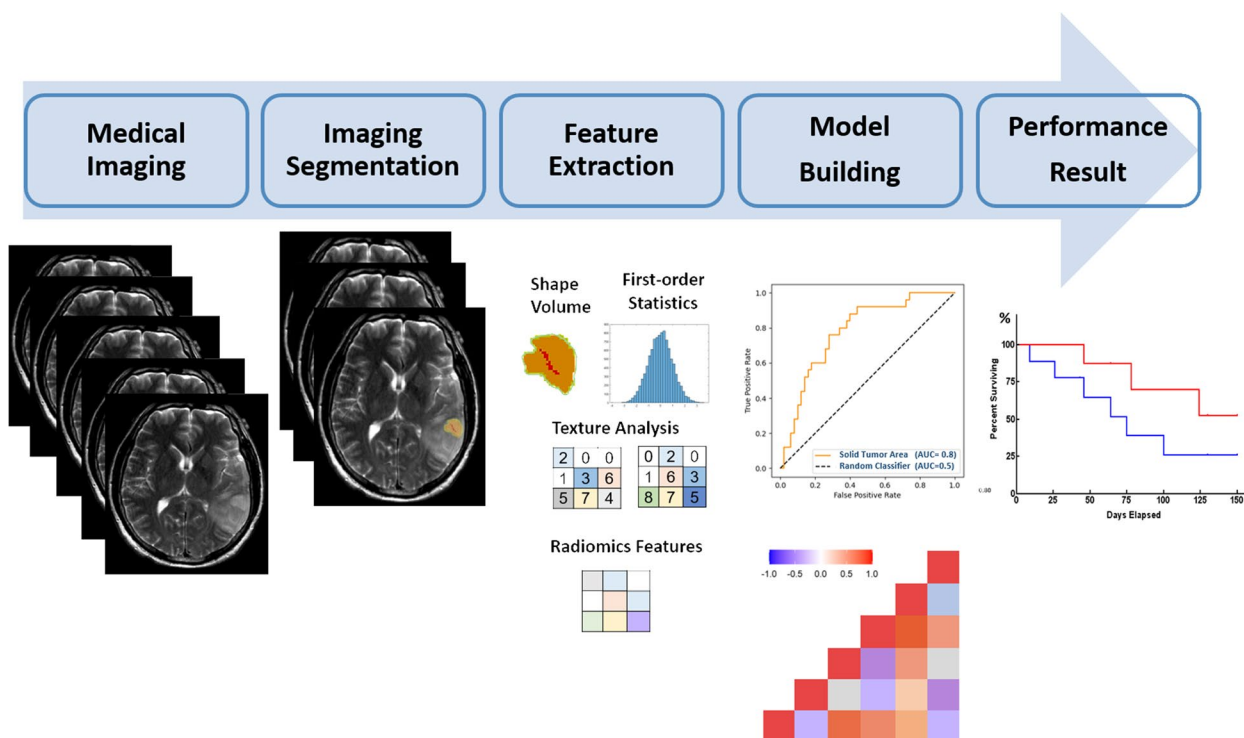 Medical
Imaging
Imaging
Segmentation
Feature
Extraction
Model
Building
Performance
Result
Shape
Volume
First-order
Statistics
Texture Analysis
2 0 0
1 3 6
5 7 4
0 2 0
1 6 3
8 7 5
Radiomics Features
True Positive Rate
1.0
0.8
0.6
0.4
0.2
0.0
Solid Tumor Area (AUC= 0.8)
Random Classifier (AUC=0.5)
0.0 0.2 0.4 0.6 0.8 1.0
False Positive Rate
-1.0 -0.5 0.0 0.5 1.0
%
Percent Surviving
100
75
50
25
0 25 50 75 100 125 150
Days Elapsed